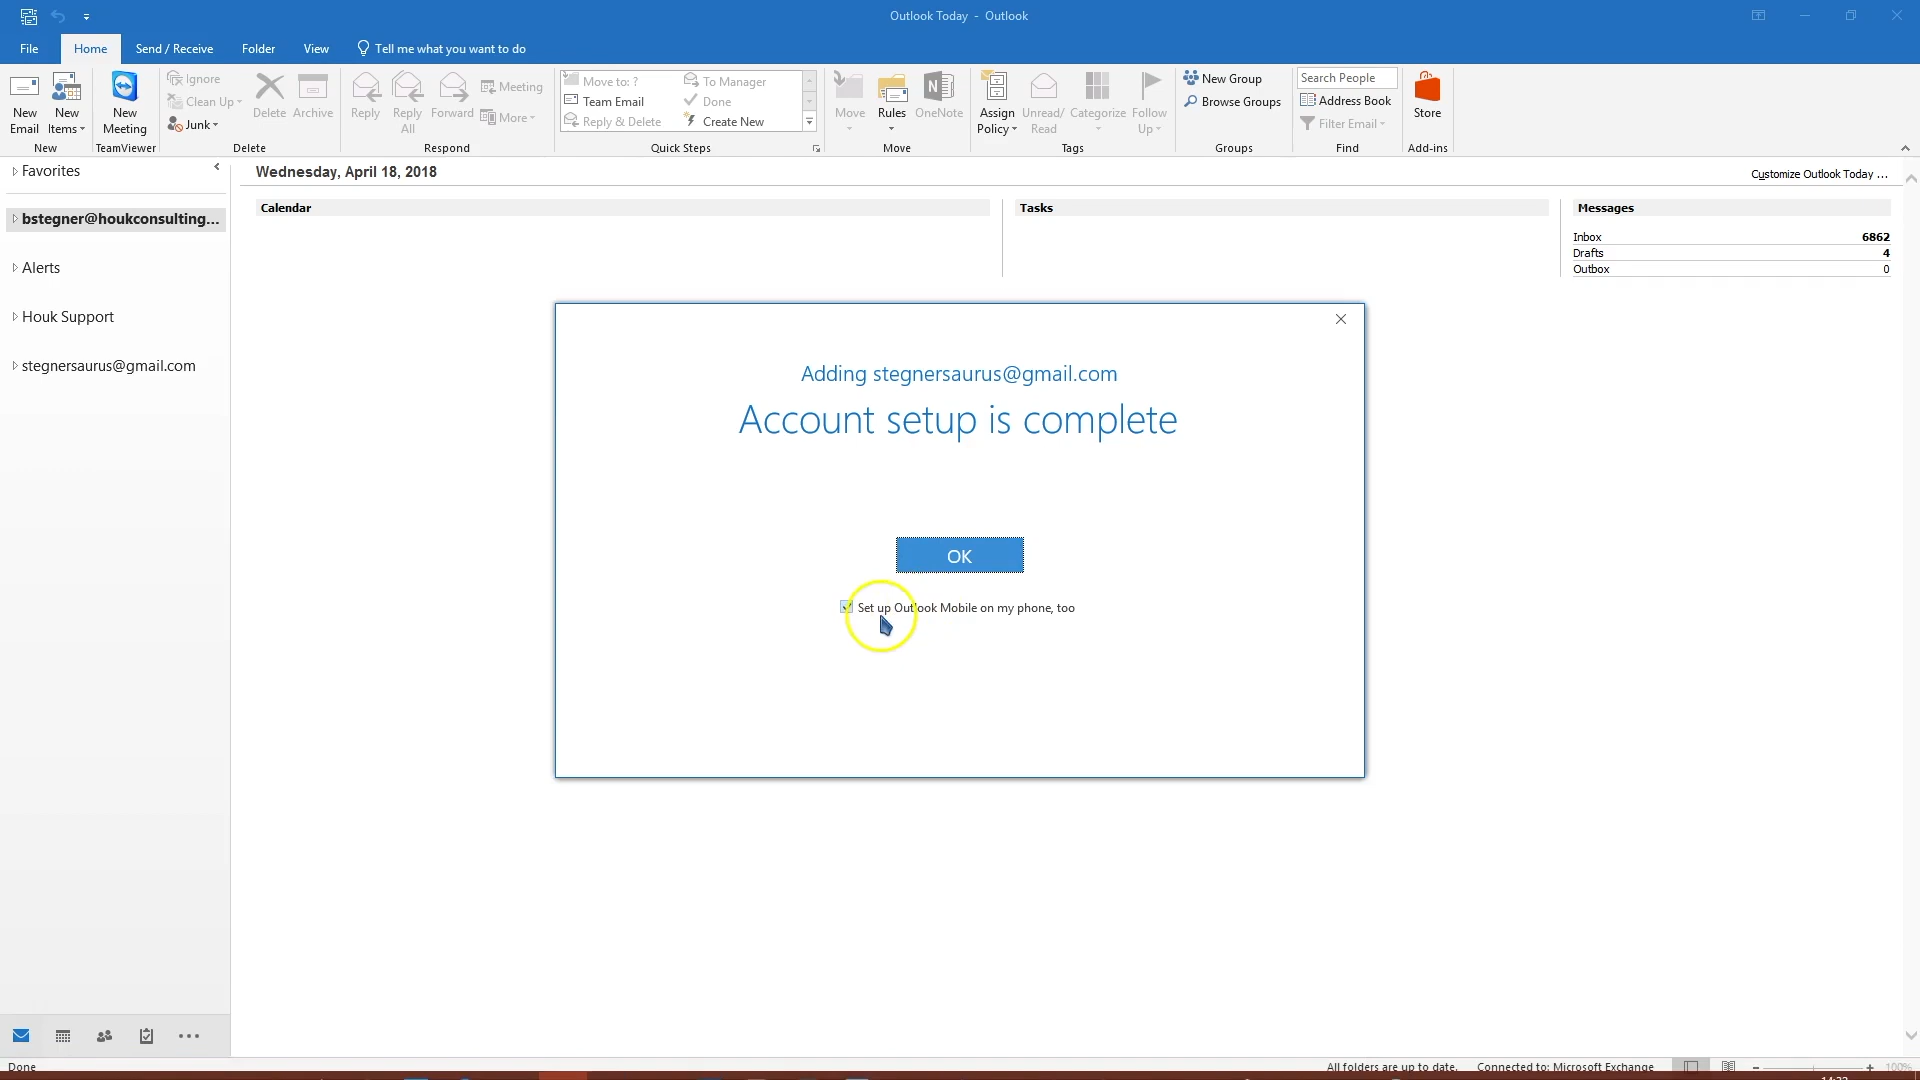 Outlook Today - Outlook
File Home Send / Receive Folder View Tell me what you want to do
New Email
New Items
New
New Meeting
TeamViewer
Ignore
Clean Up
Junk
Delete
Archive
Delete
Reply
Reply All
Forward
Meeting
More
Respond
Move to: ?
Team Email
Reply & Delete
To Manager
Done
Create New
Quick Steps
Move
Rules
OneNote
Move
Assign Policy
Unread/ Read
Categorize
Follow Up
Tags
New Group
Browse Groups
Groups
Search People
Address Book
Filter Email
Find
Store
Add-ins
Favorites
bstegner@houkconsulting...
Alerts
Houk Support
stegnersaurus@gmail.com
Wednesday, April 18, 2018
Customize Outlook Today ...
Calendar
Tasks
Messages
Inbox 6862
Drafts 4
Outbox 0
Adding stegnersaurus@gmail.com
Account setup is complete
OK
Set up Outlook Mobile on my phone, too
Done
All folders are up to date. Connected to: Microsoft Exchange
100%